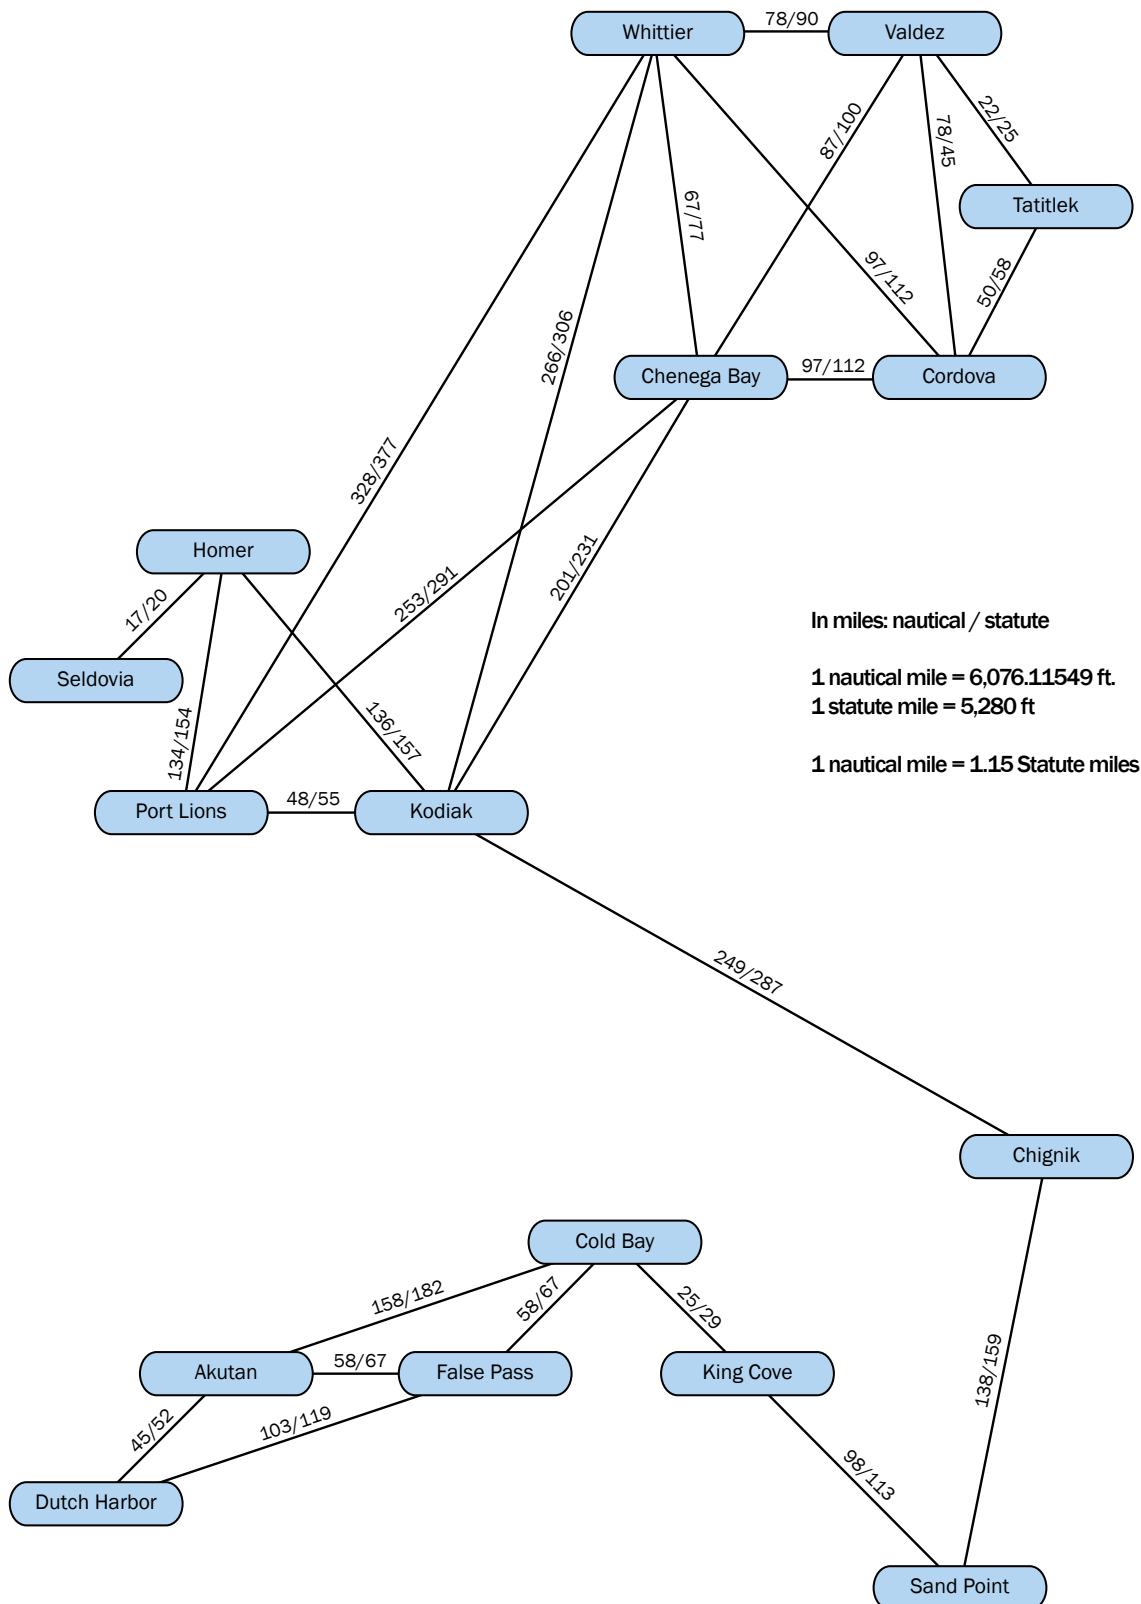 78/90
Whittier
Valdez
22/25
87/100
78/45
Tatitlek
67/77
97/112
50/58
266/306
Chenega Bay
97/112
Cordova
328/377
Homer
201/231
253/291
17/20
In miles: nautical / statute
Seldovia
1 nautical mile = 6,076.11549 ft.
1 statute mile = 5,280 ft
136/157
134/154
1 nautical mile = 1.15 Statute miles
48/55
Port Lions
Kodiak
249/287
Chignik
Cold Bay
158/182
58/67
25/29
58/67
Akutan
False Pass
King Cove
138/159
103/119
45/52
98/113
Dutch Harbor
Sand Point